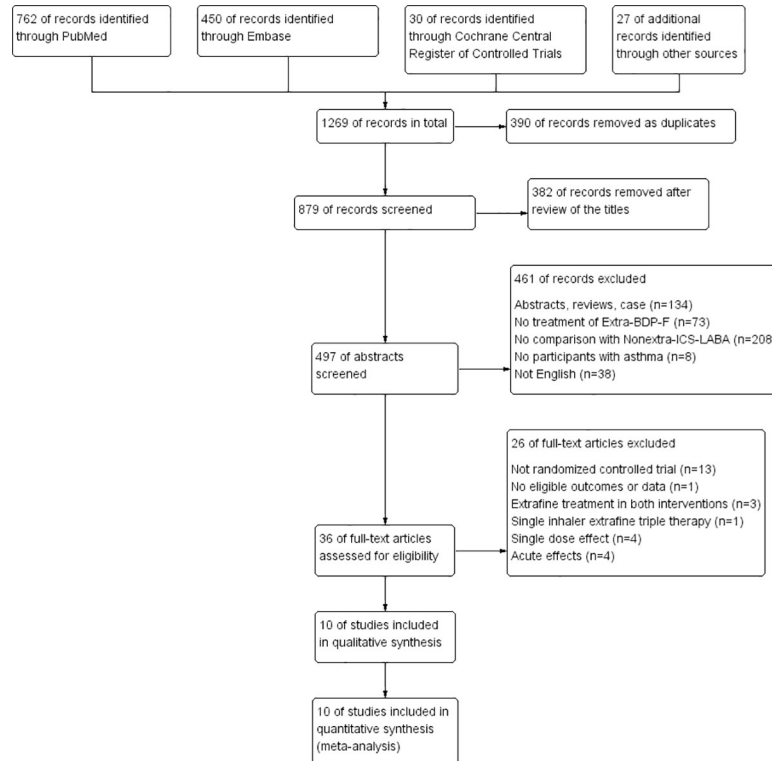 762 of records identified
through PubMed
450 of records identified
through Embase
30 of records identified
through Cochrane Central
Register of Controlled Trials
27 of additional
records identified
through other sources
1269 of records in total
390 of records removed as duplicates
879 of records screened
382 of records removed after
review of the titles
461 of records excluded
Abstracts, reviews, case (n=134)
No treatment of Extra-BDP-F (n=73)
No comparison with Nonextra-ICS-LABA (n=208
No participants with asthma (n=8)
Not English (n=38)
497 of abstracts
screened
26 of full-text articles excluded
Not randomized controlled trial (n=13)
No eligible outcomes or data (n=1)
Extrafine treatment in both interventions (n=3)
Single inhaler extrafine triple therapy (n=1)
Single dose effect (n=4)
Acute effects (n=4)
36 of full-text articles
assessed for eligibility
10 of studies included
in qualitative synthesis
10 of studies included in
quantitative synthesis
(meta-analysis)